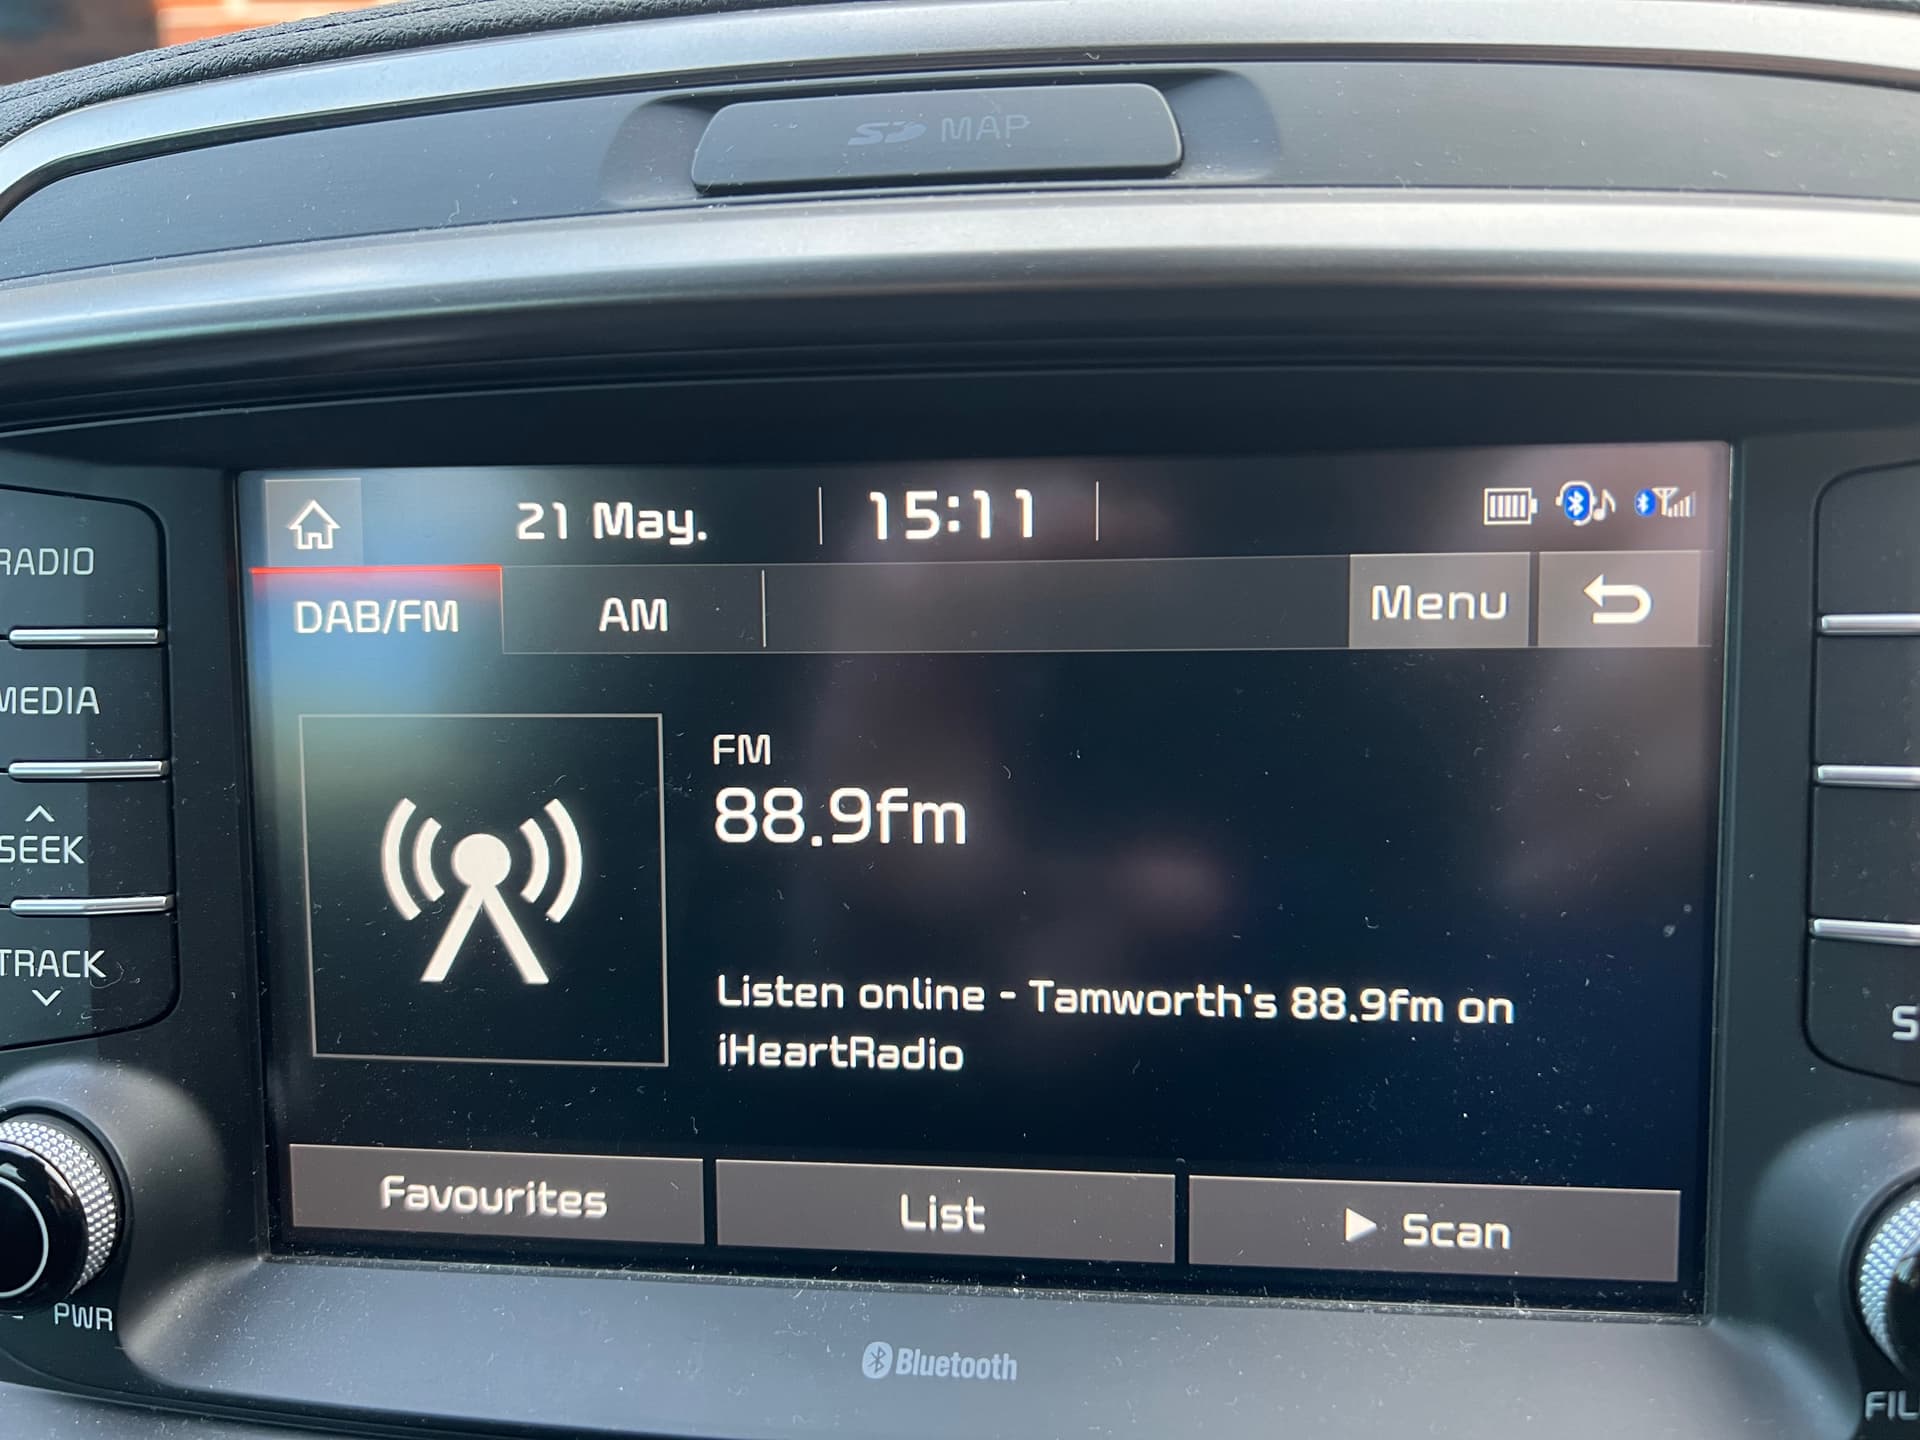 SD MAP
21 May.
15:11
DAB/FM
AM
Menu
RADIO
MEDIA
SEEK
TRACK
FM
88.9fm
Listen online - Tamworth's 88.9fm on
iHeartRadio
Favourites
List
Scan
PWR
Bluetooth